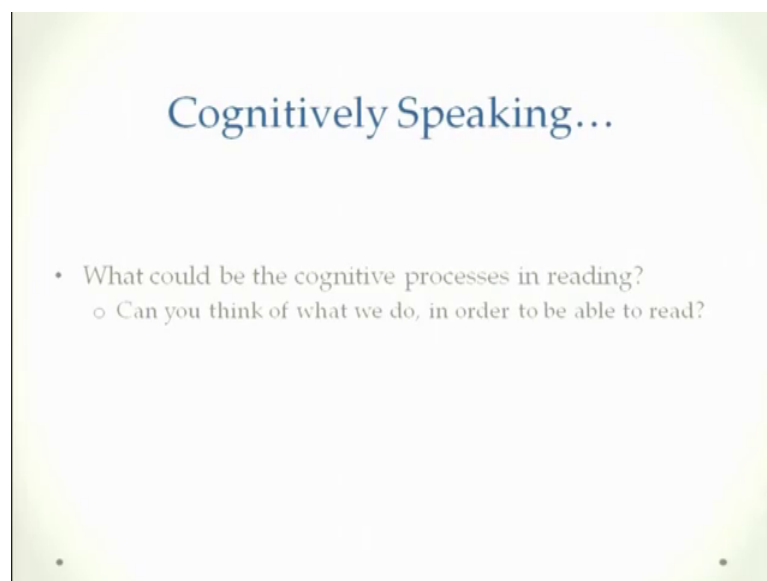 Cognitively Speaking...
• What could be the cognitive processes in reading?
o Can you think of what we do, in order to be able to read?